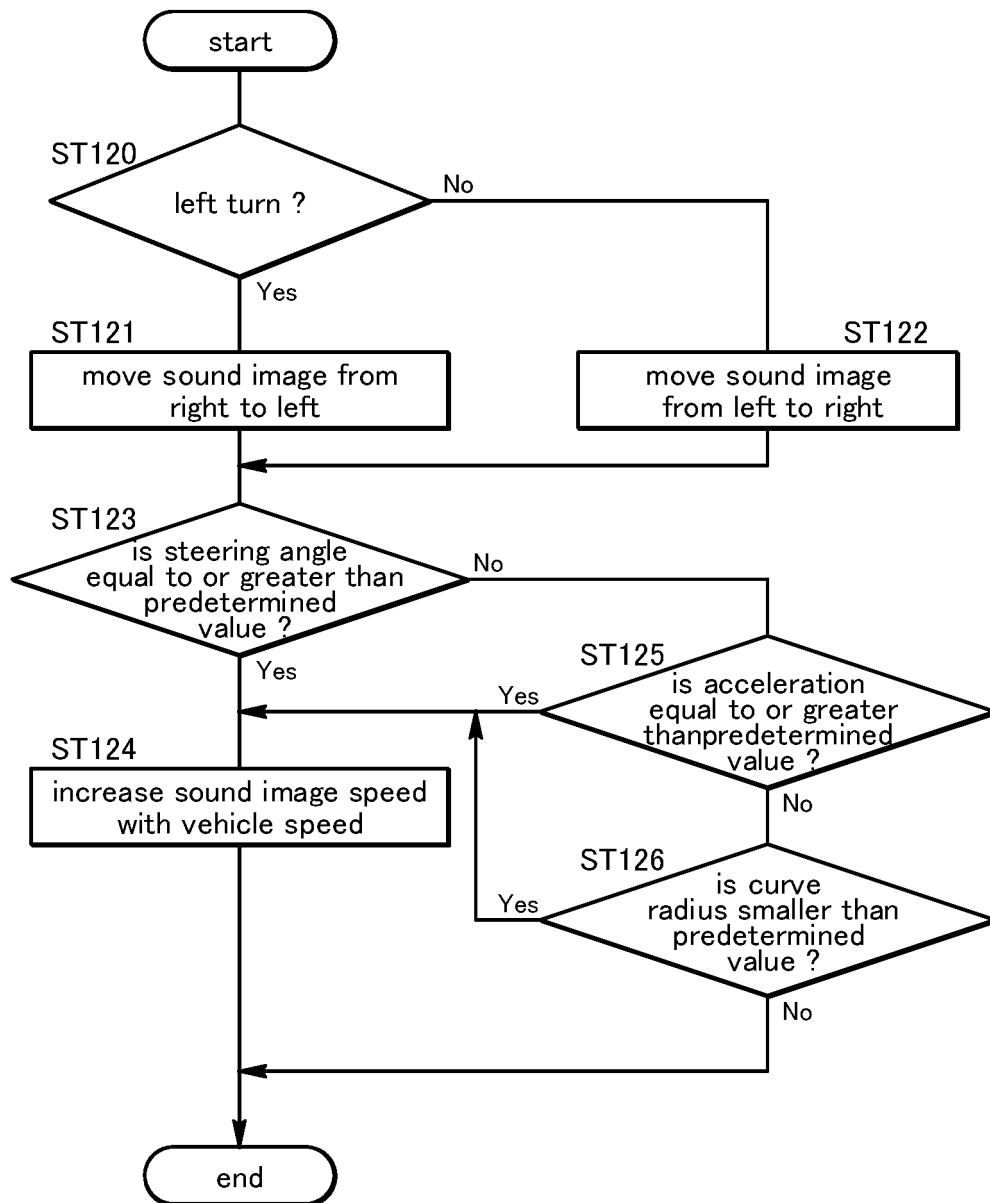 start
ST120
left turn ?
No
Yes
ST121
move sound image from
right to left
ST122
move sound image
from left to right
ST123
is steering angle
equal to or greater than
predetermined
value ?
No
Yes
ST125
is acceleration
equal to or greater
thanpredetermined
value ?
Yes
No
ST124
increase sound image speed
with vehicle speed
ST126
is curve
radius smaller than
predetermined
value ?
Yes
No
end